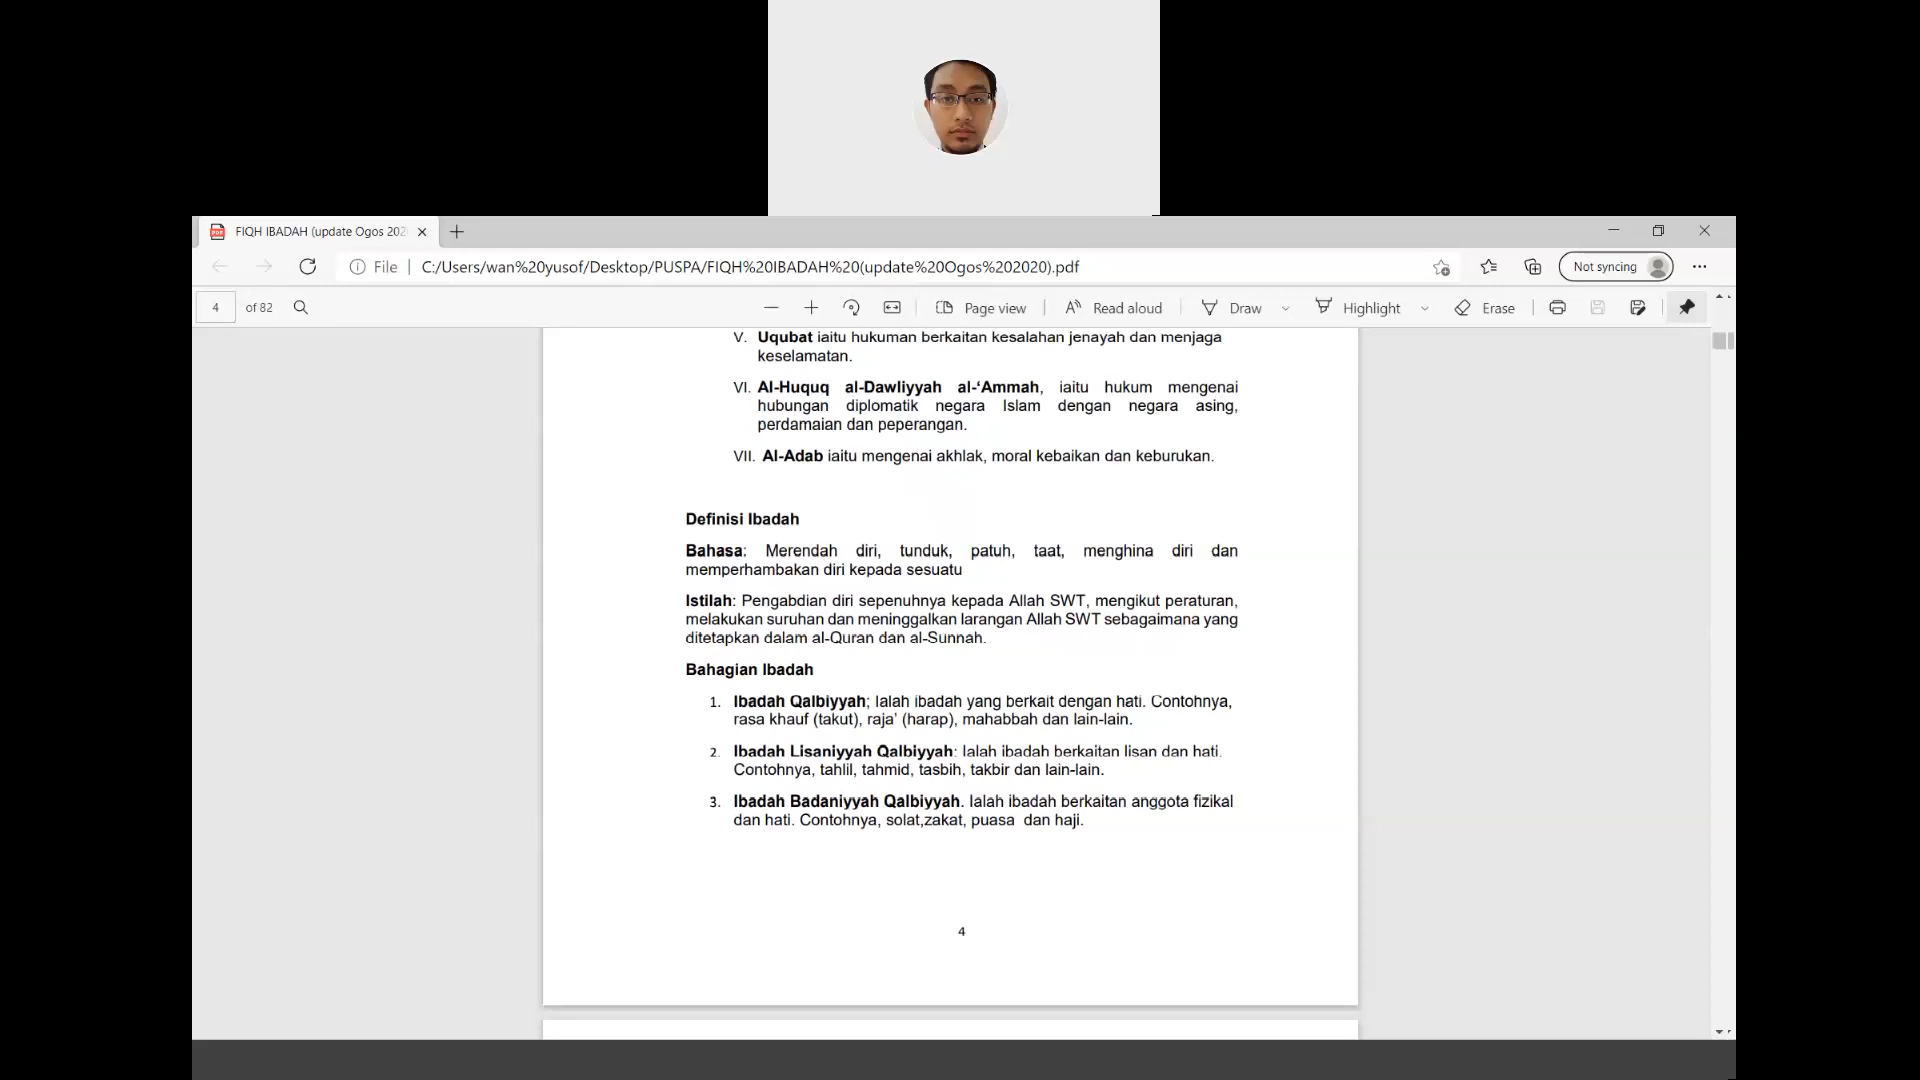 FIQH IBADAH (update Ogos 202
File
C:/Users/wan%20yusof/Desktop/PUSPA/FIQH%20IBADAH%20(update%20Ogos%202020).pdf
Not syncing
4 of 82
Page view
Read aloud
Draw
Highlight
Erase
V. Uqubat iaitu hukuman berkaitan kesalahan jenayah dan menjaga
keselamatan.
VI. Al-Huquq al-Dawliyyah al-‘Ammah, iaitu hukum mengenai
hubungan diplomatik negara Islam dengan negara asing,
perdamaian dan peperangan.
VII. Al-Adab iaitu mengenai akhlak, moral kebaikan dan keburukan.
Definisi Ibadah
Bahasa: Merendah diri, tunduk, patuh, taat, menghina diri dan
memperhambakan diri kepada sesuatu
Istilah: Pengabdian diri sepenuhnya kepada Allah SWT, mengikut peraturan,
melakukan suruhan dan meninggalkan larangan Allah SWT sebagaimana yang
ditetapkan dalam al-Quran dan al-Sunnah.
Bahagian Ibadah
1. Ibadah Qalbiyyah; Ialah ibadah yang berkait dengan hati. Contohnya,
rasa khauf (takut), raja’ (harap), mahabbah dan lain-lain.
2. Ibadah Lisaniyyah Qalbiyyah: Ialah ibadah berkaitan lisan dan hati.
Contohnya, tahlil, tahmid, tasbih, takbir dan lain-lain.
3. Ibadah Badaniyyah Qalbiyyah. Ialah ibadah berkaitan anggota fizikal
dan hati. Contohnya, solat,zakat, puasa dan haji.
4